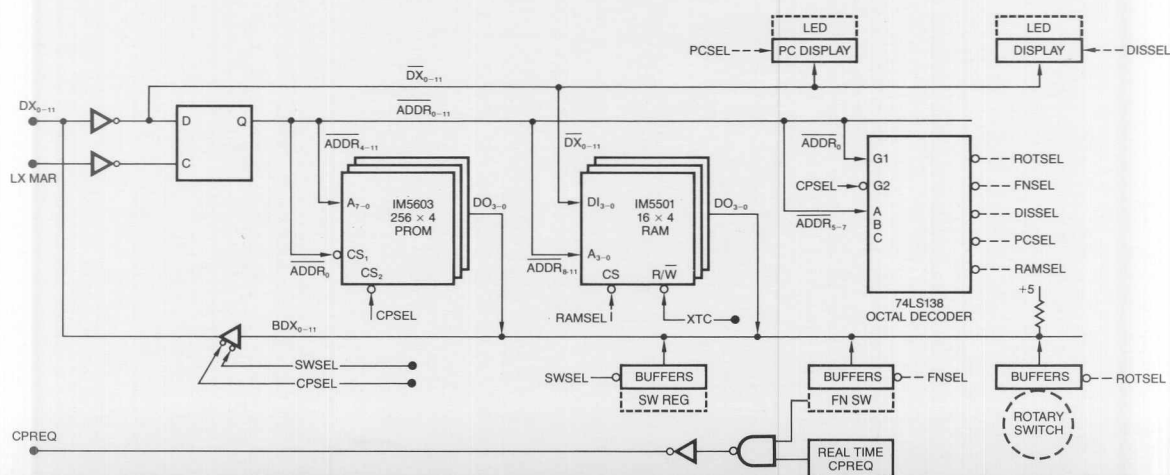 LED
LED
PCSEL
PC DISPLAY
DISPLAY
DISSEL
DX0–11
DX0–11
ADDR0–11
D
Q
C
LX MAR
ADDR4–11
DX0–11
ADDR0
A7–0
IM5603
256 × 4
PROM
DO3–0
CS1
CS2
ADDR0
CPSEL
DI3–0
IM5501
16 × 4
RAM
DO3–0
A3–0
ADDR8-11
CS
R/W
RAMSEL
XTC
G1
CPSEL
G2
A
B
C
ADDR5–7
ROTSEL
FNSEL
DISSEL
PCSEL
RAMSEL
74LS138
OCTAL DECODER
+5
BDX0–11
SWSEL
CPSEL
SWSEL
BUFFERS
SW REG
BUFFERS
FNSEL
FN SW
BUFFERS
ROTSEL
ROTARY
SWITCH
CPREQ
REAL TIME
CPREQ